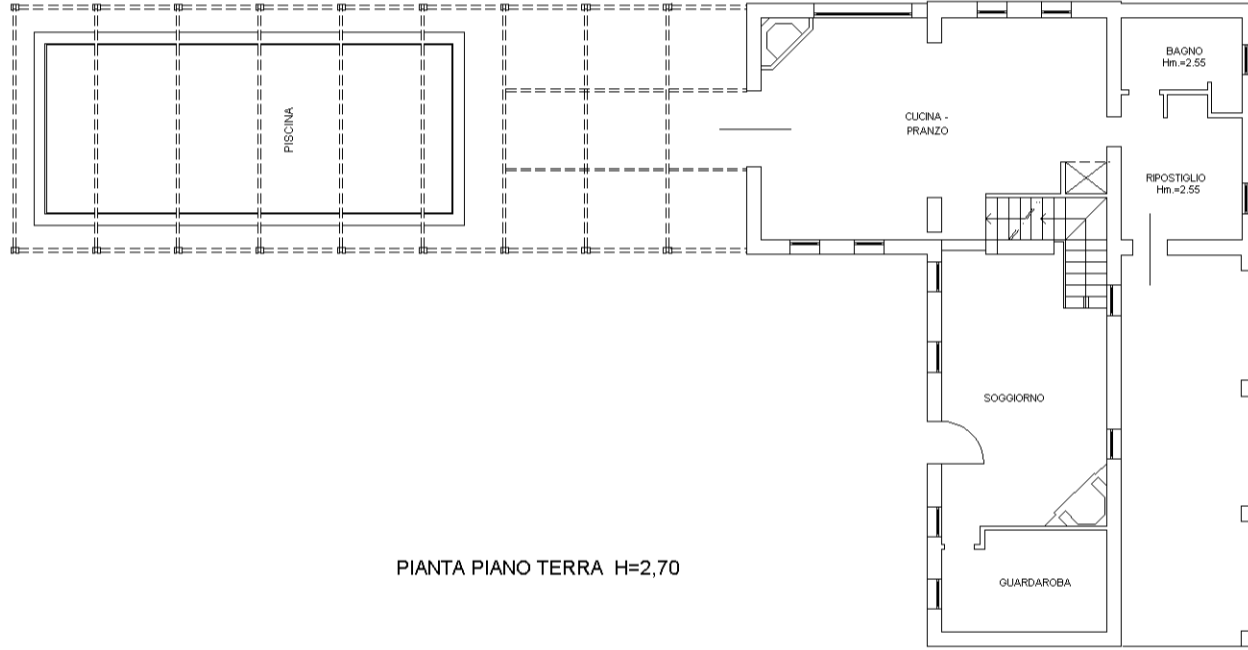 BAGNO
Hm.=2.55
PISCINA
CUCINA -
PRANZO
RIPOSTIGLIO
Hm.=2.55
SOGGIORNO
PIANTA PIANO TERRA H=2,70
GUARDAROBA